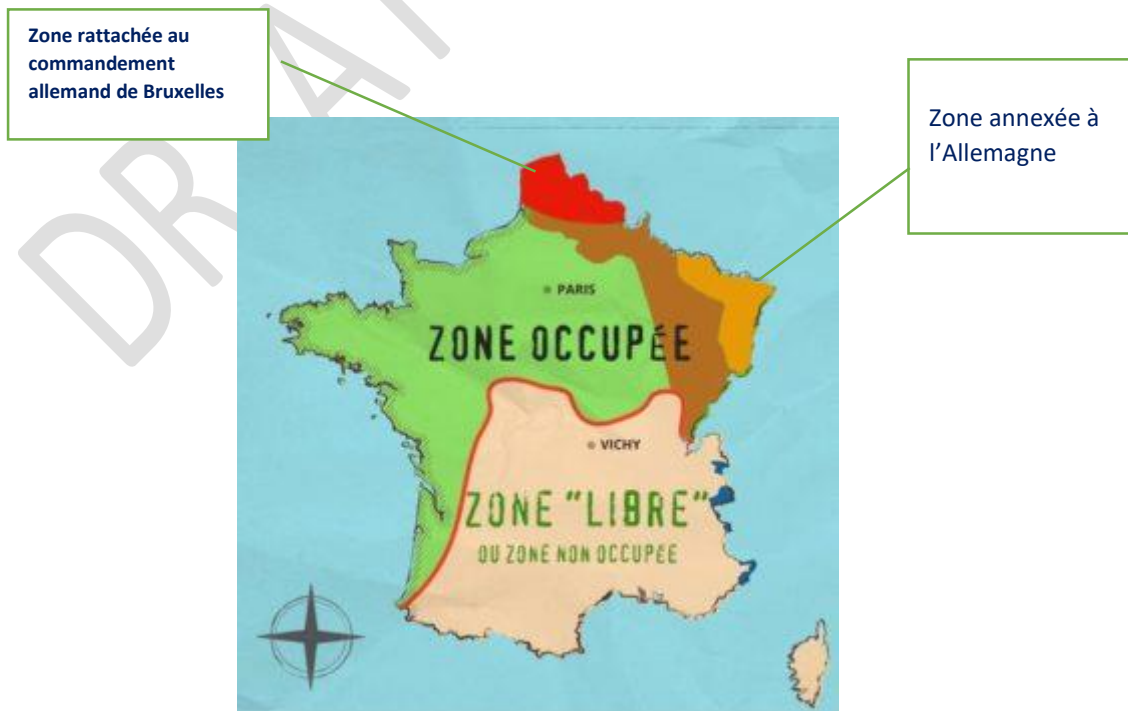 Zone rattachée au
commandement
allemand de Bruxelles
Zone annexée à
l’Allemagne
DRA
PARIS
ZONE OCCUPÉE
VICHY
ZONE "LIBRE"
OU ZONE NON OCCUPÉE